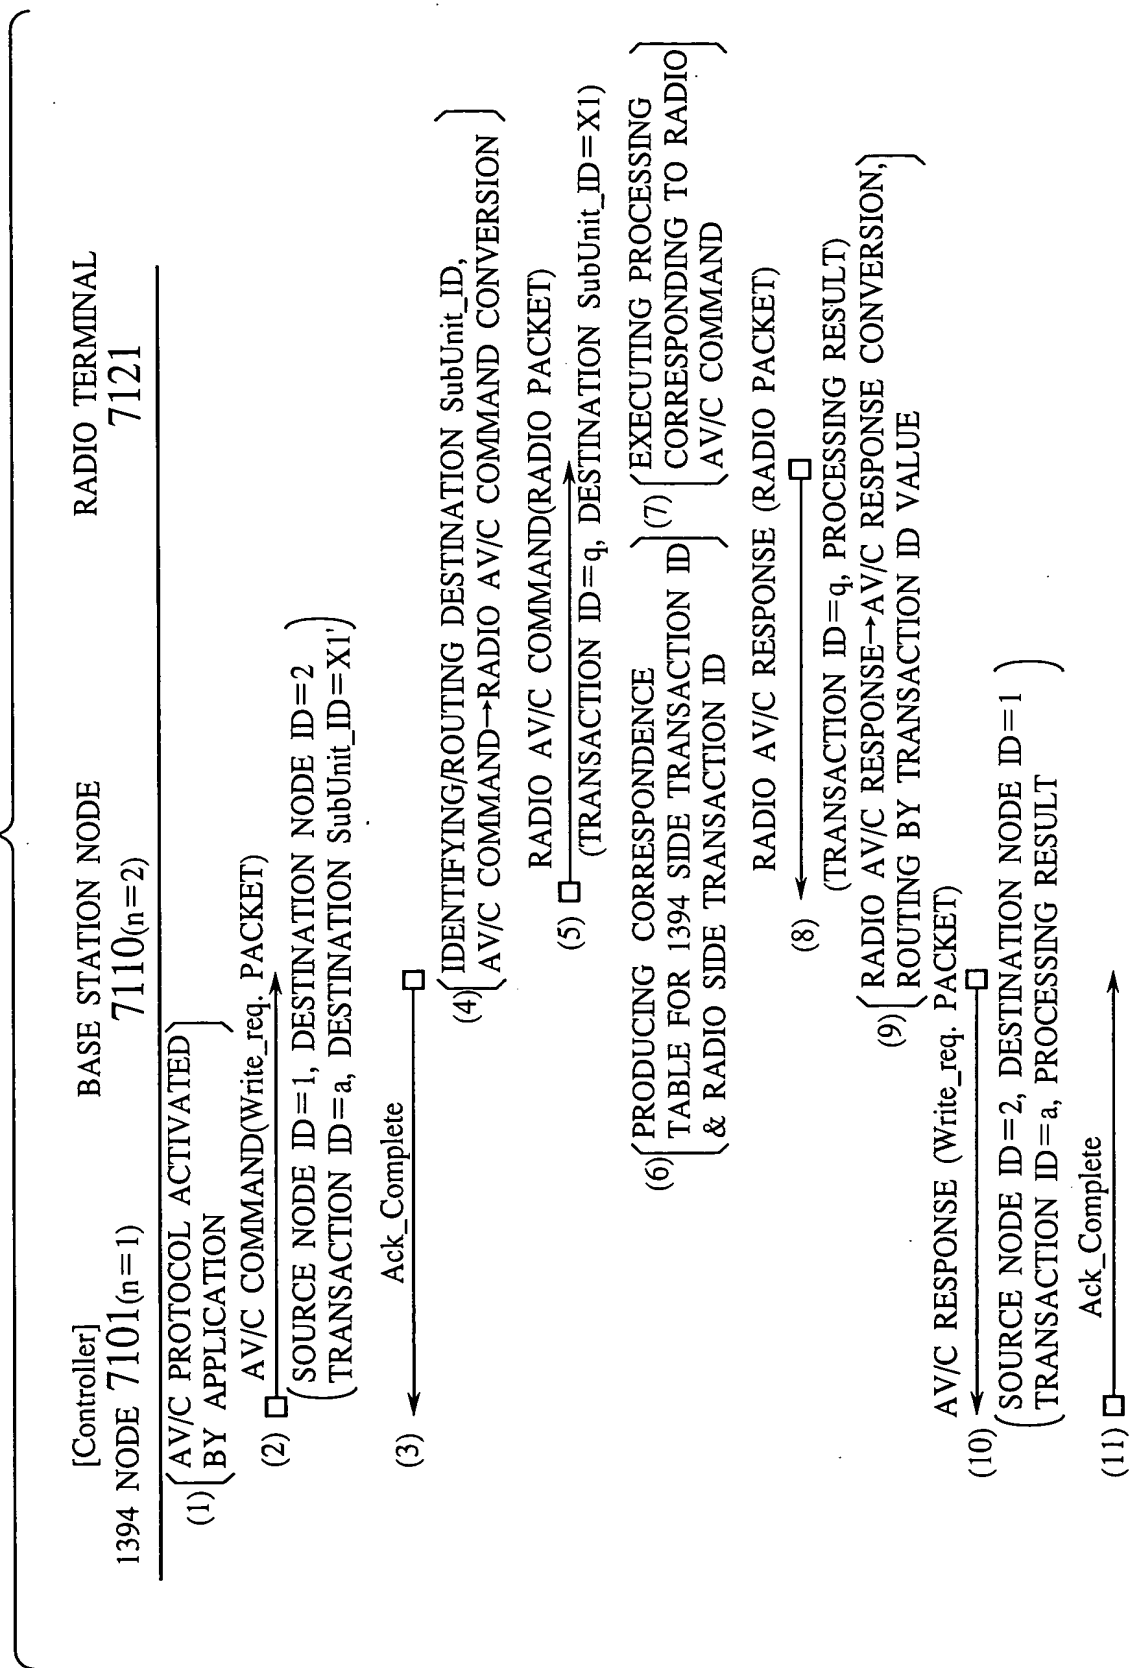 [Controller]
1394 NODE 7101(n=1)
BASE STATION NODE
7110(n=2)
RADIO TERMINAL
7121
(1) AV/C PROTOCOL ACTIVATED
BY APPLICATION
AV/C COMMAND(Write_req. PACKET)
(2)
(SOURCE NODE ID=1, DESTINATION NODE ID=2
TRANSACTION ID=a, DESTINATION SubUnit_ID=X1')
Ack_Complete
(3)
(4) (IDENTIFYING/ROUTING DESTINATION SubUnit_ID,
AV/C COMMAND→RADIO AV/C COMMAND CONVERSION)
RADIO AV/C COMMAND(RADIO PACKET)
(5)
(TRANSACTION ID=q, DESTINATION SubUnit_ID=X1)
(6) (PRODUCING CORRESPONDENCE
TABLE FOR 1394 SIDE TRANSACTION ID
& RADIO SIDE TRANSACTION ID)
(7) (EXECUTING PROCESSING
CORRESPONDING TO RADIO
AV/C COMMAND)
RADIO AV/C RESPONSE (RADIO PACKET)
(8)
(TRANSACTION ID=q, PROCESSING RESULT)
(9) (RADIO AV/C RESPONSE→AV/C RESPONSE CONVERSION,
ROUTING BY TRANSACTION ID VALUE)
AV/C RESPONSE (Write_req. PACKET)
(10)
(SOURCE NODE ID=2, DESTINATION NODE ID=1
TRANSACTION ID=a, PROCESSING RESULT)
Ack_Complete
(11)